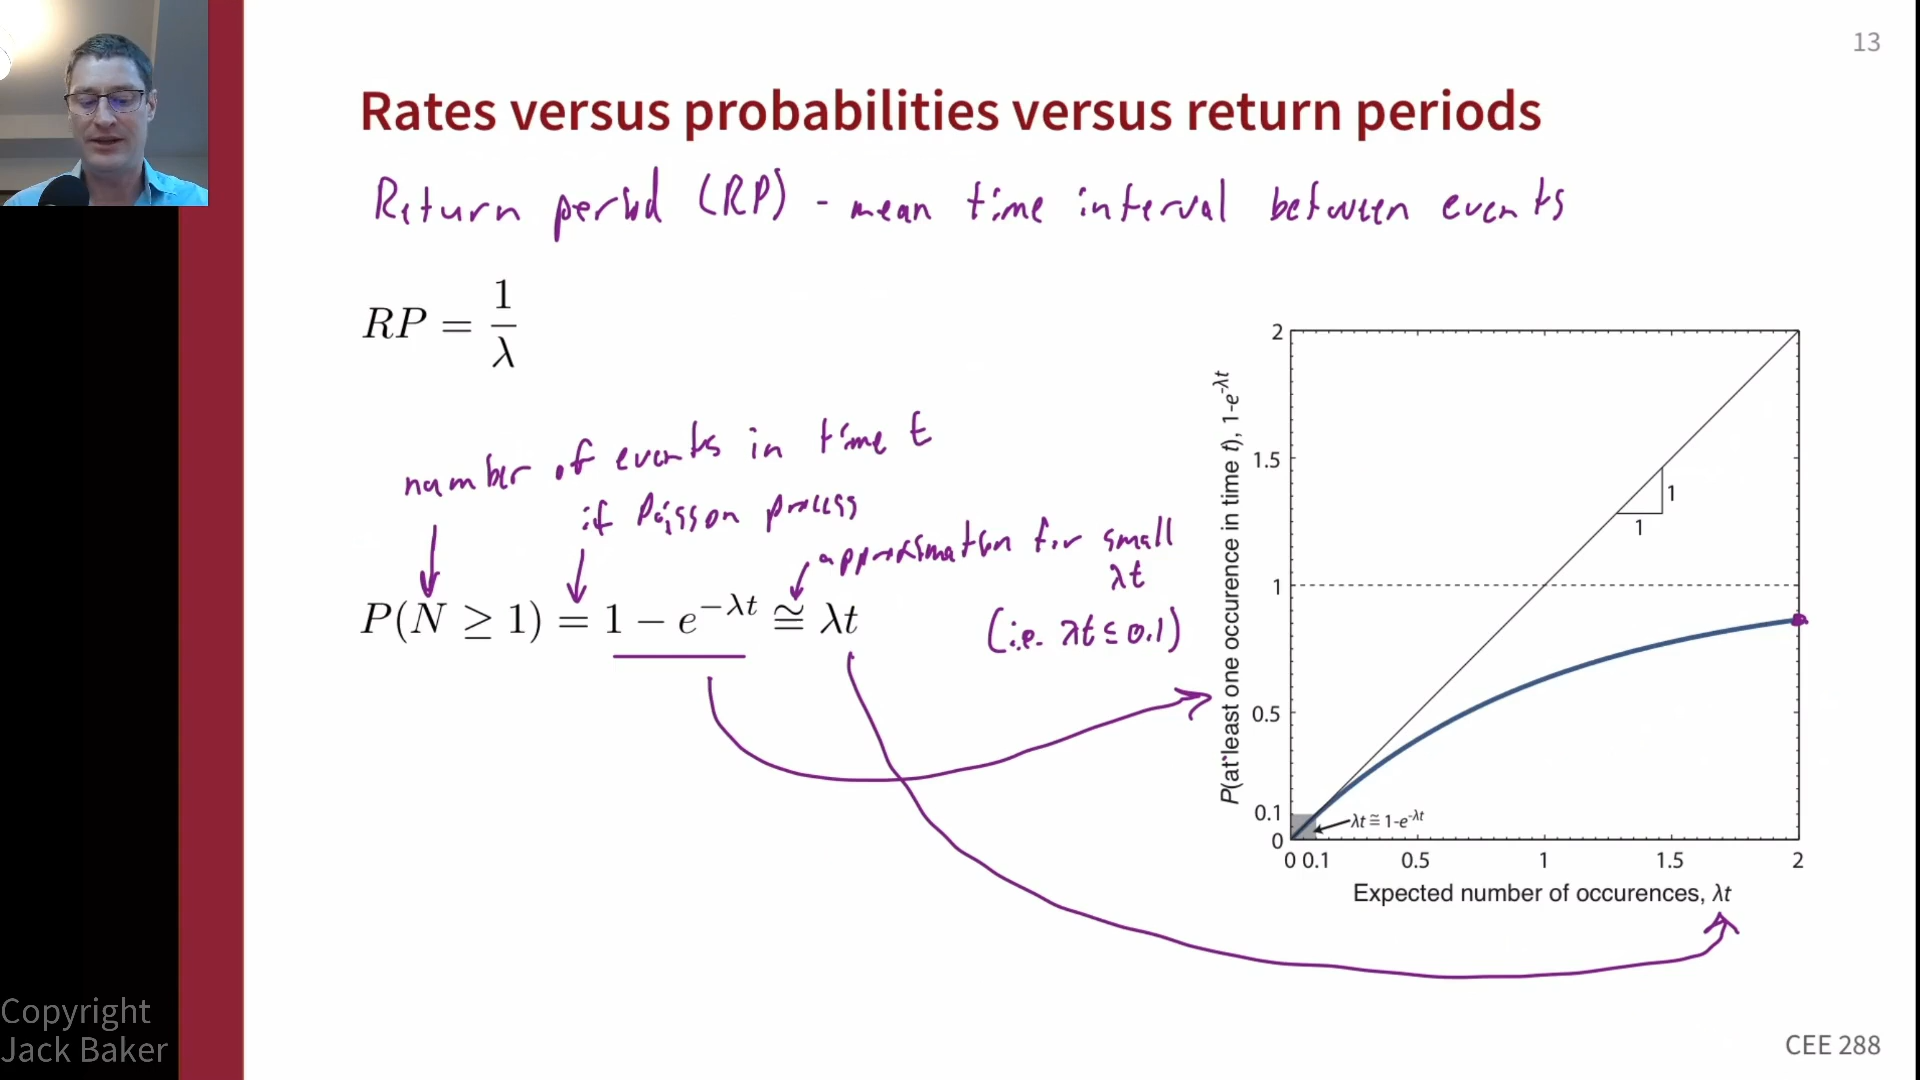 13
Rates versus probabilities versus return periods
Return period (RP) - mean time interval between events
RP = 1/λ
number of events in time t
if Poisson process
approximation for small
λt
(i.e. λt ≤ 0.1)
P(N ≥ 1) = 1 − e^{−λt} ≅ λt
P(at least one occurence in time t), 1-e^{-λt}
2
1.5
1
0.5
0.1
0
1
1
λt ≅ 1-e^{-λt}
0 0.1 0.5 1 1.5 2
Expected number of occurences, λt
Copyright
Jack Baker
CEE 288